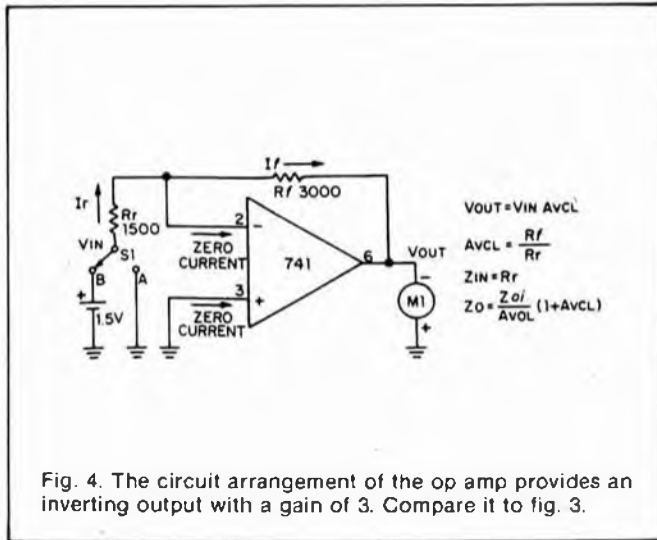 If
Rf 3000
Ir
Rr
1500
VIN
S1
B
A
+
1.5V
2
−
ZERO
CURRENT
741
6
VOUT
3
+
ZERO
CURRENT
−
M1
+
VOUT=VIN AVCL
AVCL = Rf/Rr
ZIN=Rr
ZO = Zoi/AVOL (1+AVCL)
Fig. 4. The circuit arrangement of the op amp provides an
inverting output with a gain of 3. Compare it to fig. 3.